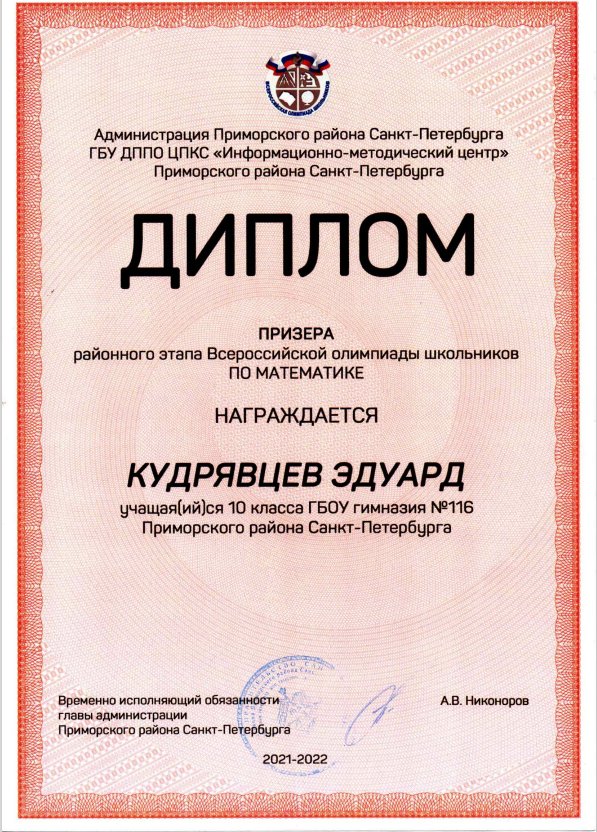 ВСЕРОССИЙСКАЯ ОЛИМПИАДА ШКОЛЬНИКОВ
Администрация Приморского района Санкт-Петербурга
ГБУ ДППО ЦПКС «Информационно-методический центр»
Приморского района Санкт-Петербурга
ДИПЛОМ
ПРИЗЕРА
районного этапа Всероссийской олимпиады школьников
ПО МАТЕМАТИКЕ
НАГРАЖДАЕТСЯ
КУДРЯВЦЕВ ЭДУАРД
учащая(ий)ся 10 класса ГБОУ гимназия №116
Приморского района Санкт-Петербурга
Временно исполняющий обязанности
главы администрации
Приморского района Санкт-Петербурга
А.В. Никоноров
2021-2022